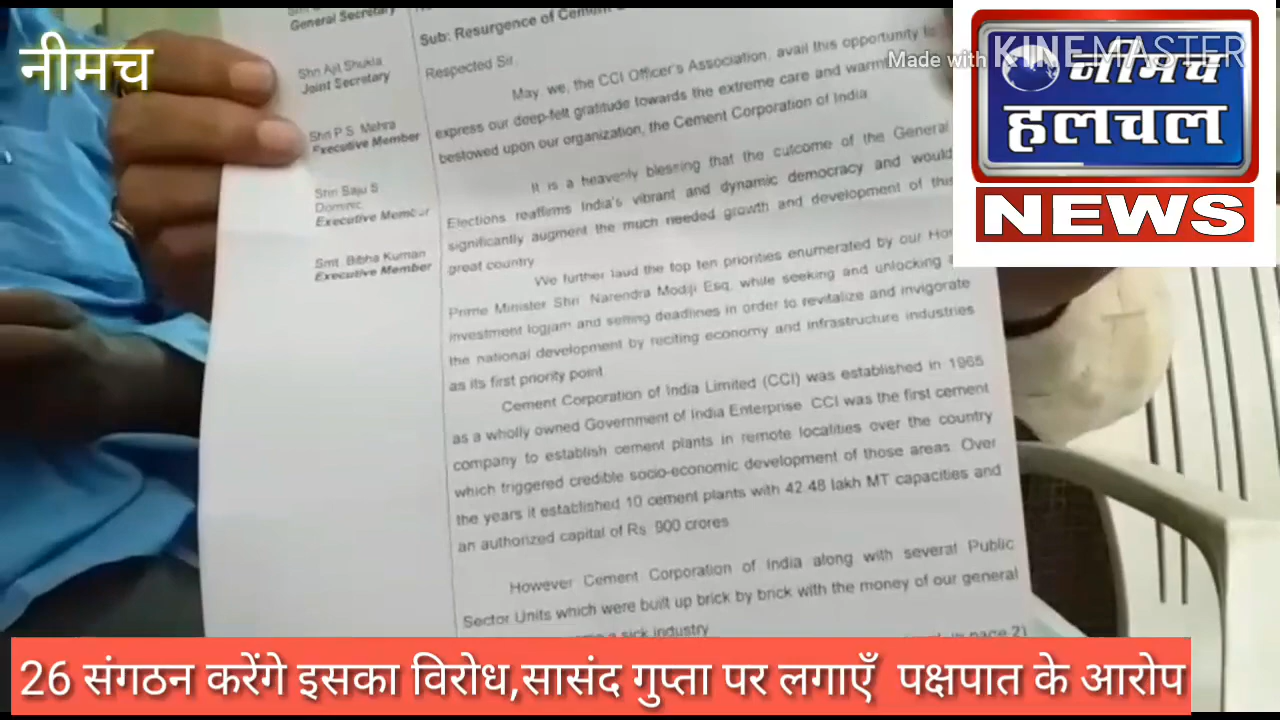 नीमच
General Secretary
Shri Ajit Shukla
Joint Secretary
Shri P.S. Mehra
Executive Member
Shri Saju S
Dominic
Executive Member
Smt. Bibha Kumari
Executive Member
Sub: Resurgence of Cement
Respected Sir,
May, we, the CCI Officer's Association, avail this opportunity to
express our deep-felt gratitude towards the extreme care and warm
bestowed upon our organization, the Cement Corporation of India
It is a heavenly blessing that the outcome of the General
Elections reaffirms India's vibrant and dynamic democracy and would
significantly augment the much needed growth and development of this
great country
We further laud the top ten priorities enumerated by our Hon
Prime Minister Shri Narendra Modiji Esq. while seeking and unlocking
investment logjam and setting deadlines in order to revitalize and invigorate
the national development by reciting economy and infrastructure industries
as its first priority point
Cement Corporation of India Limited (CCI) was established in 1965
as a wholly owned Government of India Enterprise CCI was the first cement
company to establish cement plants in remote localities over the country
which triggered credible socio-economic development of those areas. Over
the years it established 10 cement plants with 42.48 lakh MT capacities and
an authorized capital of Rs 900 crores
However Cement Corporation of India along with several Public
Sector Units which were built up brick by brick with the money of our general
a sick industry
page 2)
Made with KINEMASTER
नीमच
हलचल
NEWS
26 संगठन करेंगे इसका विरोध,सासंद गुप्ता पर लगाएँ पक्षपात के आरोप